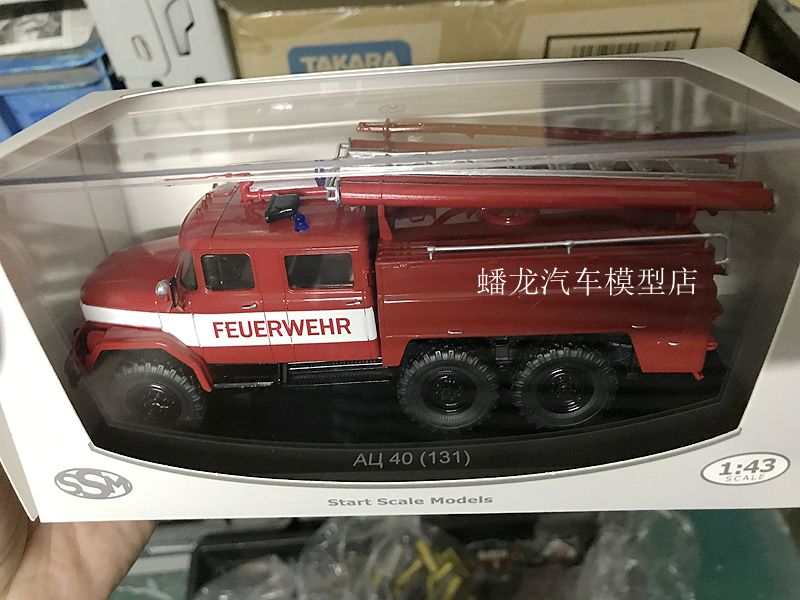 TAKARA
蟠龙汽车模型店
FEUERWEHR
АЦ 40 (131)
SSM
1:43
SCALE
Start Scale Models